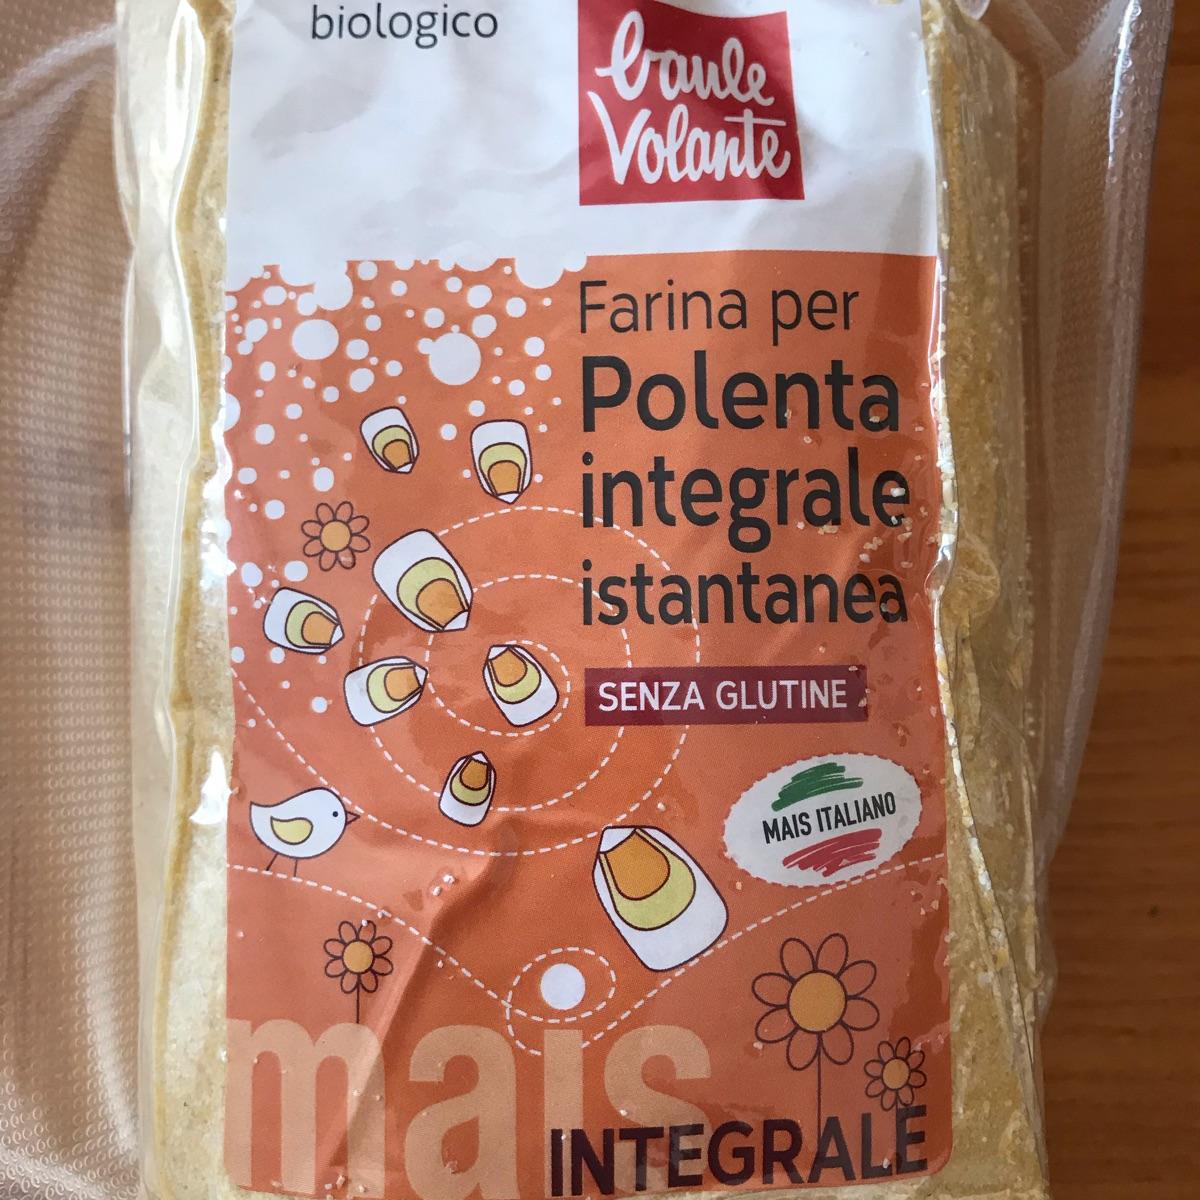 biologico
baule
volante
Farina per
Polenta
integrale
istantanea
SENZA GLUTINE
MAIS ITALIANO
mais
INTEGRALE